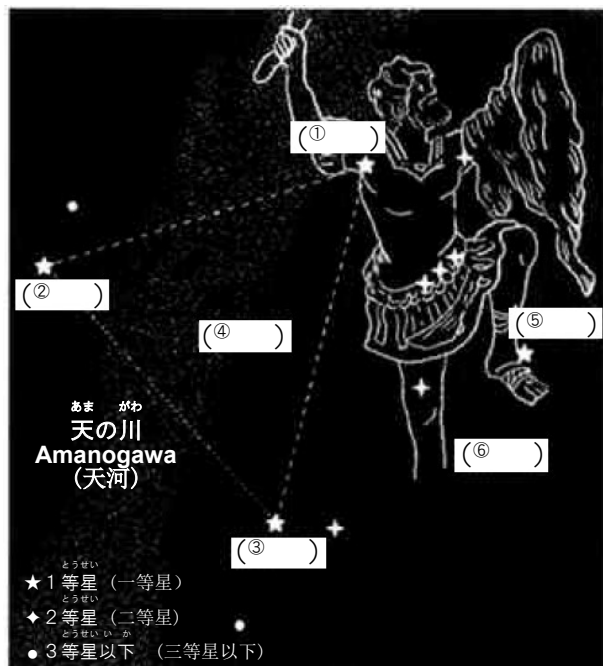 (① )
(② )
(④ )
(⑤ )
あま がわ
天の川
Amanogawa
(天河)
(⑥ )
(③ )
とうせい
★1等星 (一等星)
とうせい
✦2等星 (二等星)
とうせいいか
●3等星以下 (三等星以下)